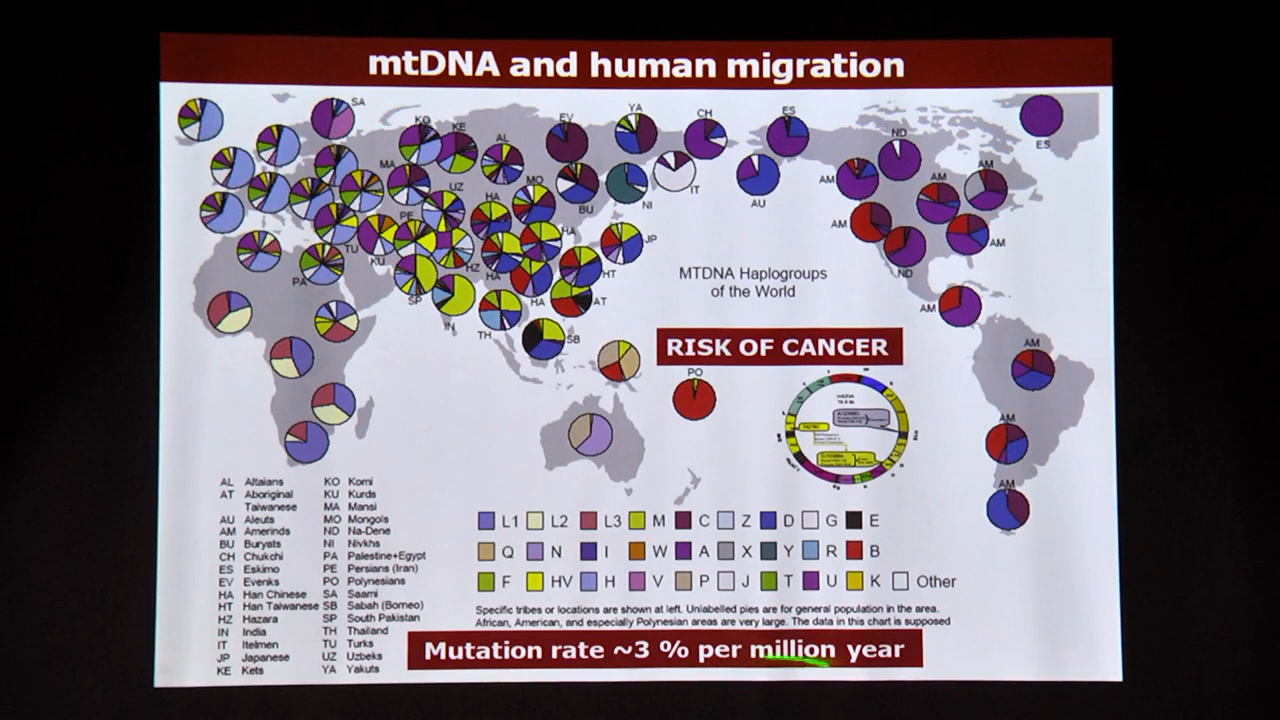 mtDNA and human migration
SA
KO
KE
EV
YA
CH
ES
ND
ES
MA
AL
AM
AM
AM
UZ
MO
BU
NI
IT
AU
HA
PE
AM
TU
KU
HZ
HA
HA
JP
HT
AM
ND
PA
SP
IN
TH
HA
AT
SB
AM
MTDNA Haplogroups
of the World
RISK OF CANCER
PO
AM
AM
AM
AL Altaians
AT Aboriginal
Taiwanese
AU Aleuts
AM Amerinds
BU Buryats
CH Chukchi
ES Eskimo
EV Evenks
HA Han Chinese
HT Han Taiwanese
HZ Hazara
IN India
IT Itelmen
JP Japanese
KE Kets
KO Komi
KU Kurds
MA Mansi
MO Mongols
ND Na-Dene
NI Nivkhs
PA Palestine+Egypt
PE Persians (Iran)
PO Polynesians
SA Saami
SB Sabah (Borneo)
SP South Pakistan
TH Thailand
TU Turks
UZ Uzbeks
YA Yakuts
L1 L2 L3 M C Z D G E
Q N I W A X Y R B
F HV H V P J T U K Other
Specific tribes or locations are shown at left. Unlabelled pies are for general population in the area.
African, American, and especially Polynesian areas are very large. The data in this chart is supposed
Mutation rate ~3 % per million year